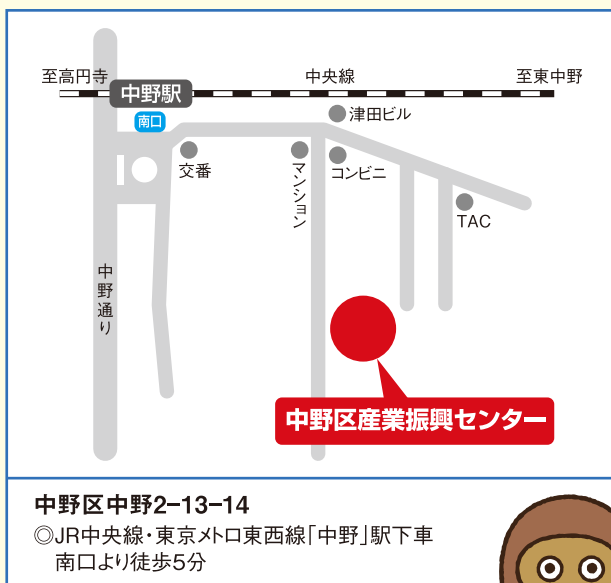 至高円寺
中央線
至東中野
中野駅
南口
津田ビル
交番
マンション
コンビニ
TAC
中野通り
中野区産業振興センター
中野区中野2-13-14
◎JR中央線・東京メトロ東西線「中野」駅下車
南口より徒歩5分